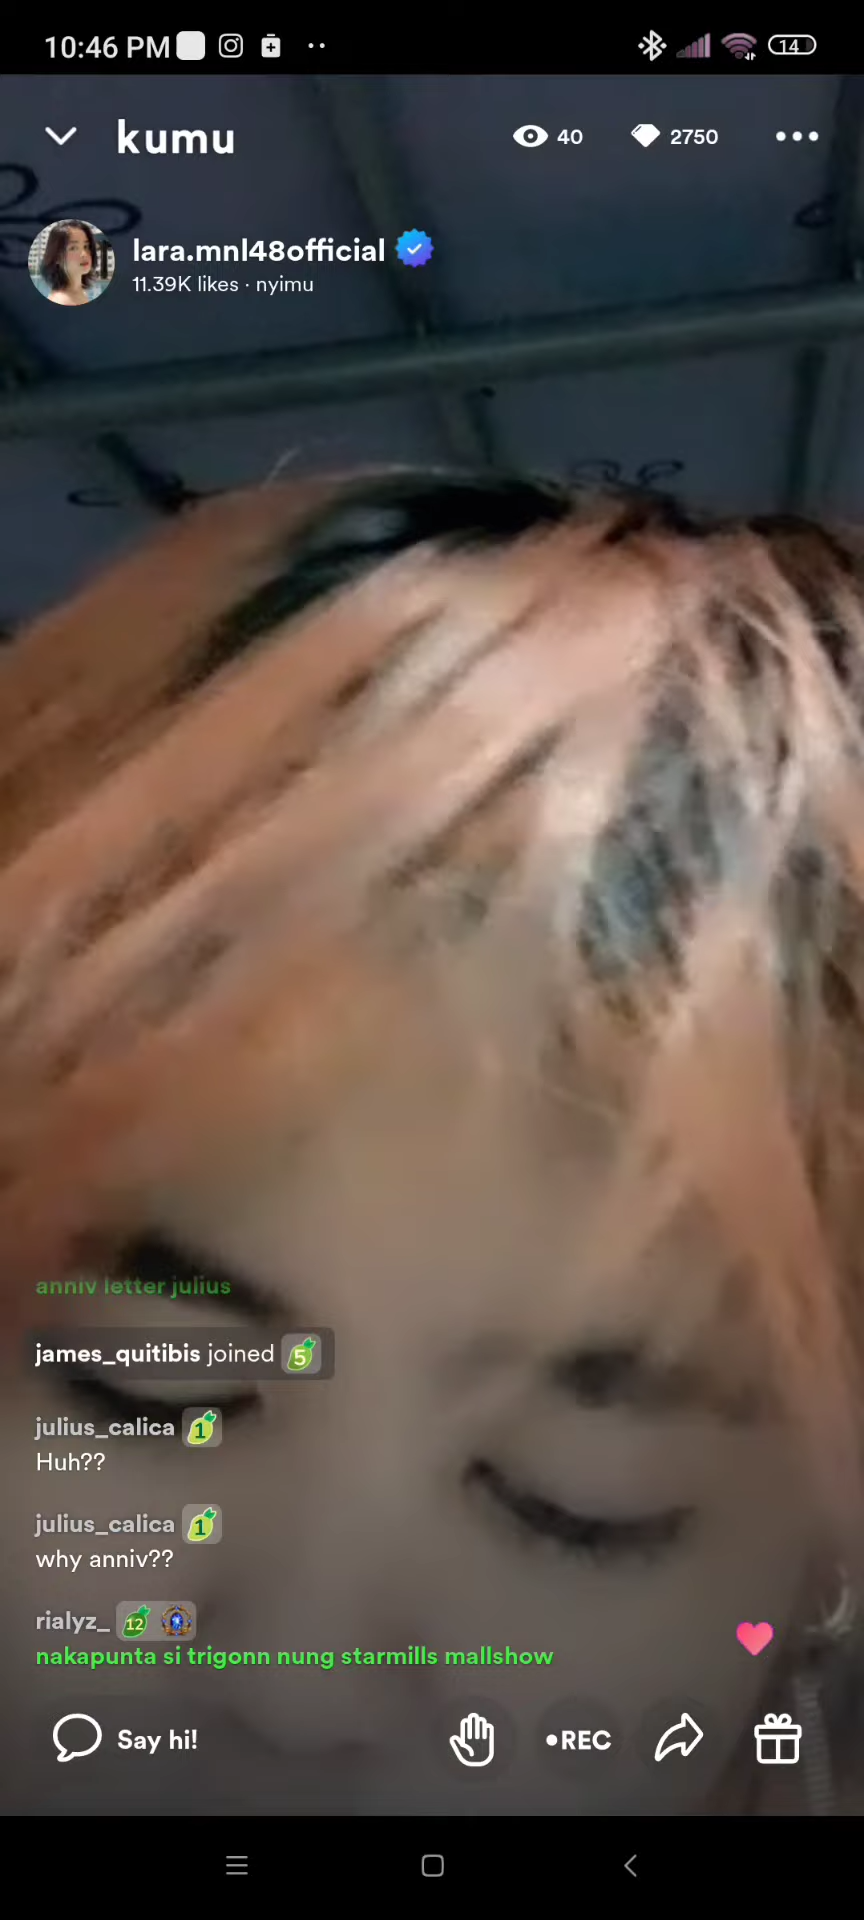 10:46 PM
14
kumu
40
2750
lara.mnl48official
11.39K likes · nyimu
anniv letter julius
james_quitibis joined 5
julius_calica 1
Huh??
julius_calica 1
why anniv??
rialyz_ 12
nakapunta si trigonn nung starmills mallshow
Say hi!
•REC